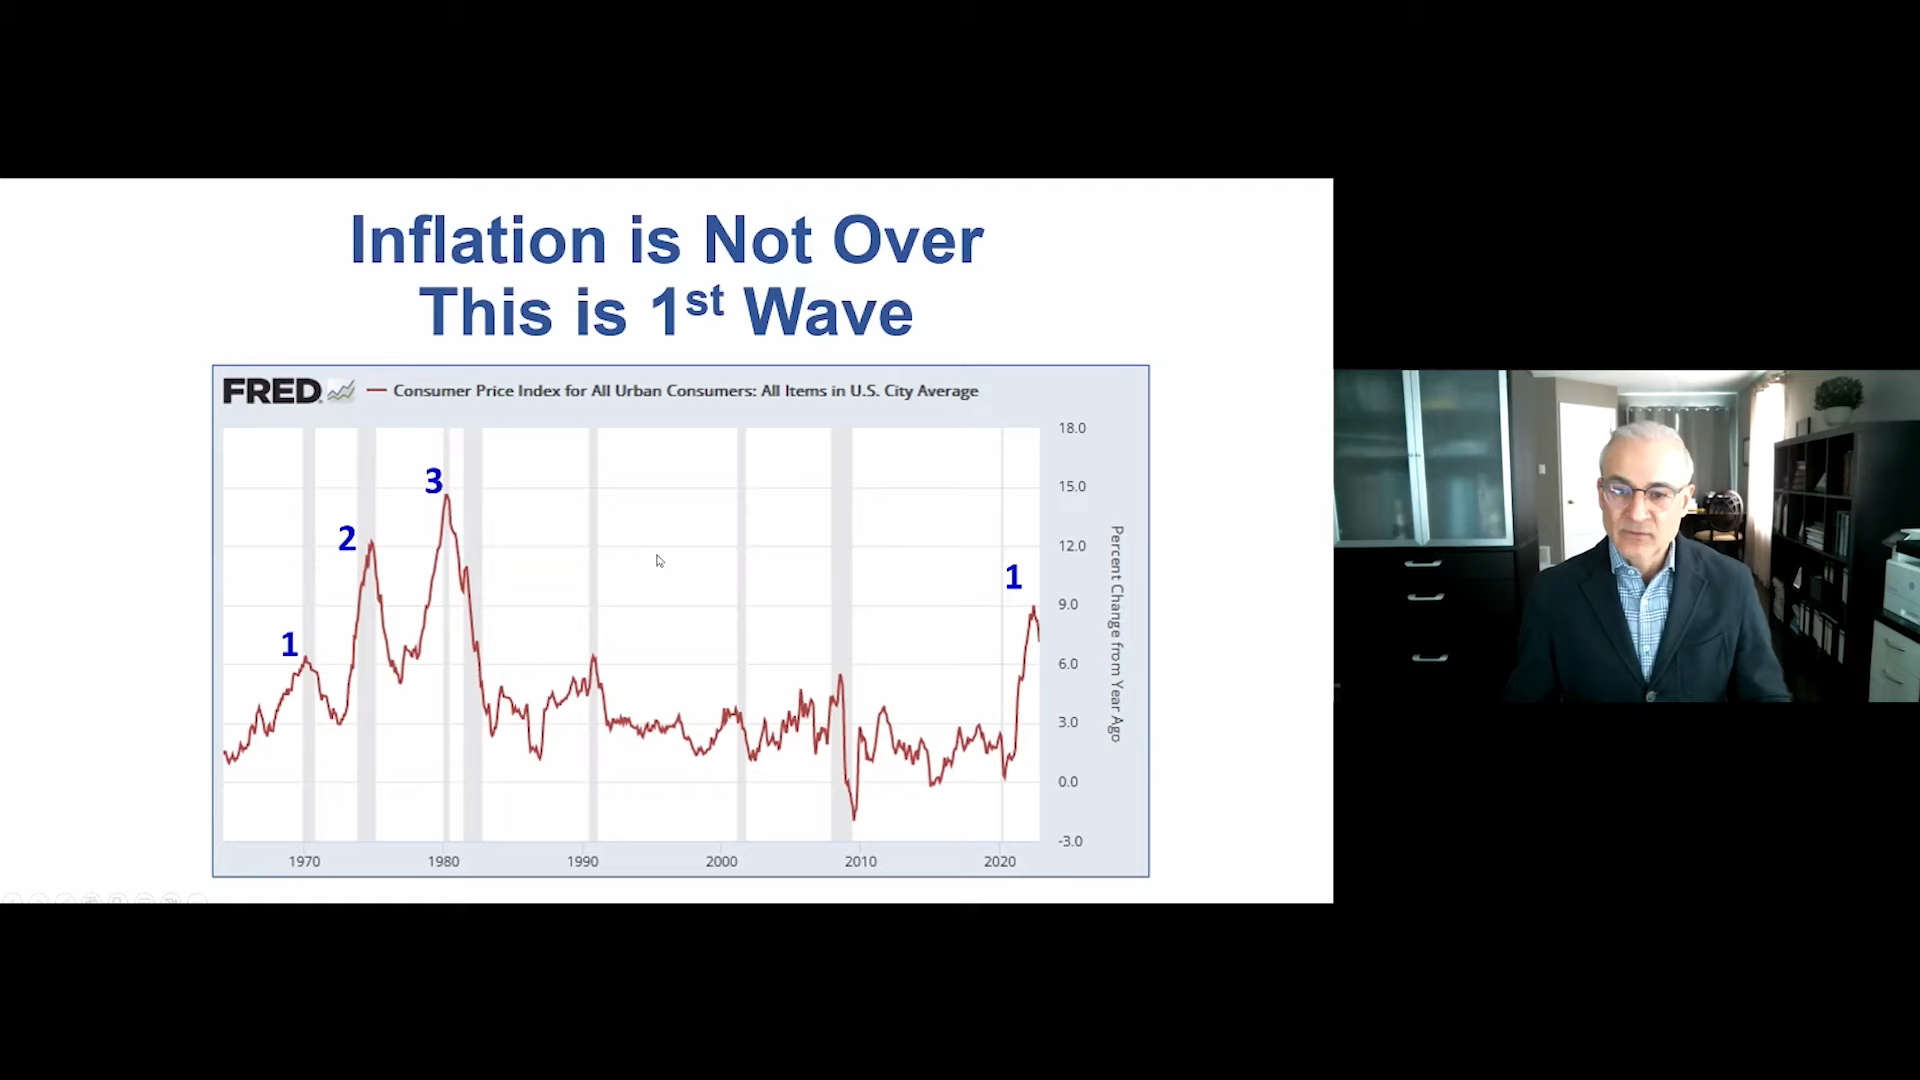 Inflation is Not Over
This is 1st Wave
FRED
Consumer Price Index for All Urban Consumers: All Items in U.S. City Average
18.0
15.0
12.0
9.0
6.0
3.0
0.0
-3.0
Percent Change from Year Ago
1
2
3
1
1970 1980 1990 2000 2010 2020